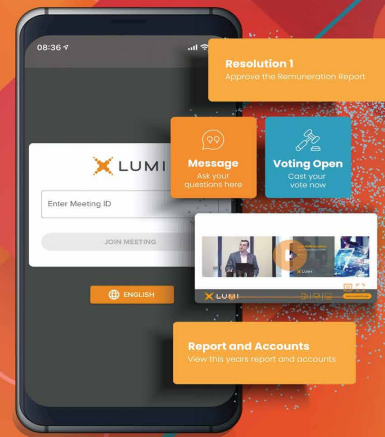 08:36
Resolution 1
Approve the Remuneration Report
LUMI
Message
Ask your
questions here
Voting Open
Cast your
vote now
Enter Meeting ID
JOIN MEETING
ENGLISH
LUMI
Report and Accounts
View this years report and accounts